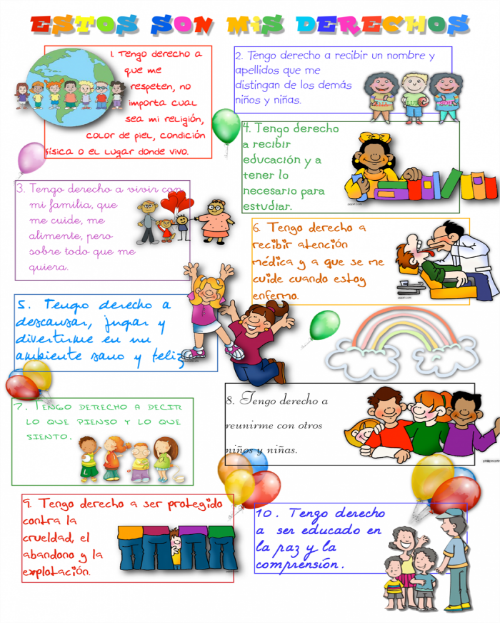 ESTOS SON MIS DERECHOS
1. Tengo derecho a
que me
respeten, no
importa cual
sea mi religión,
color de piel, condición
física o el lugar donde vivo.
2. Tengo derecho a recibir un nombre y
apellidos que me
distingan de los demás
niños y niñas.
3. Tengo derecho a vivir con
mi familia, que
me cuide, me
alimente, pero
sobre todo que me
quiera.
4. Tengo derecho
a recibir
educación y a
tener lo
necesario para
estudiar.
5. Tengo derecho a
descansar, jugar y
divertirme en un
ambiente sano y feliz
6. Tengo derecho a
recibir atención
médica y a que se me
cuide cuando estoy
enfermo.
7. TENGO DERECHO A DECIR
LO QUE PIENSO Y LO QUE
SIENTO.
8. Tengo derecho a
reunirme con otros
niños y niñas.
9. Tengo derecho a ser protegido
contra la
crueldad, el
abandono y la
explotación.
10. Tengo derecho
a ser educado en
la paz y la
comprensión.